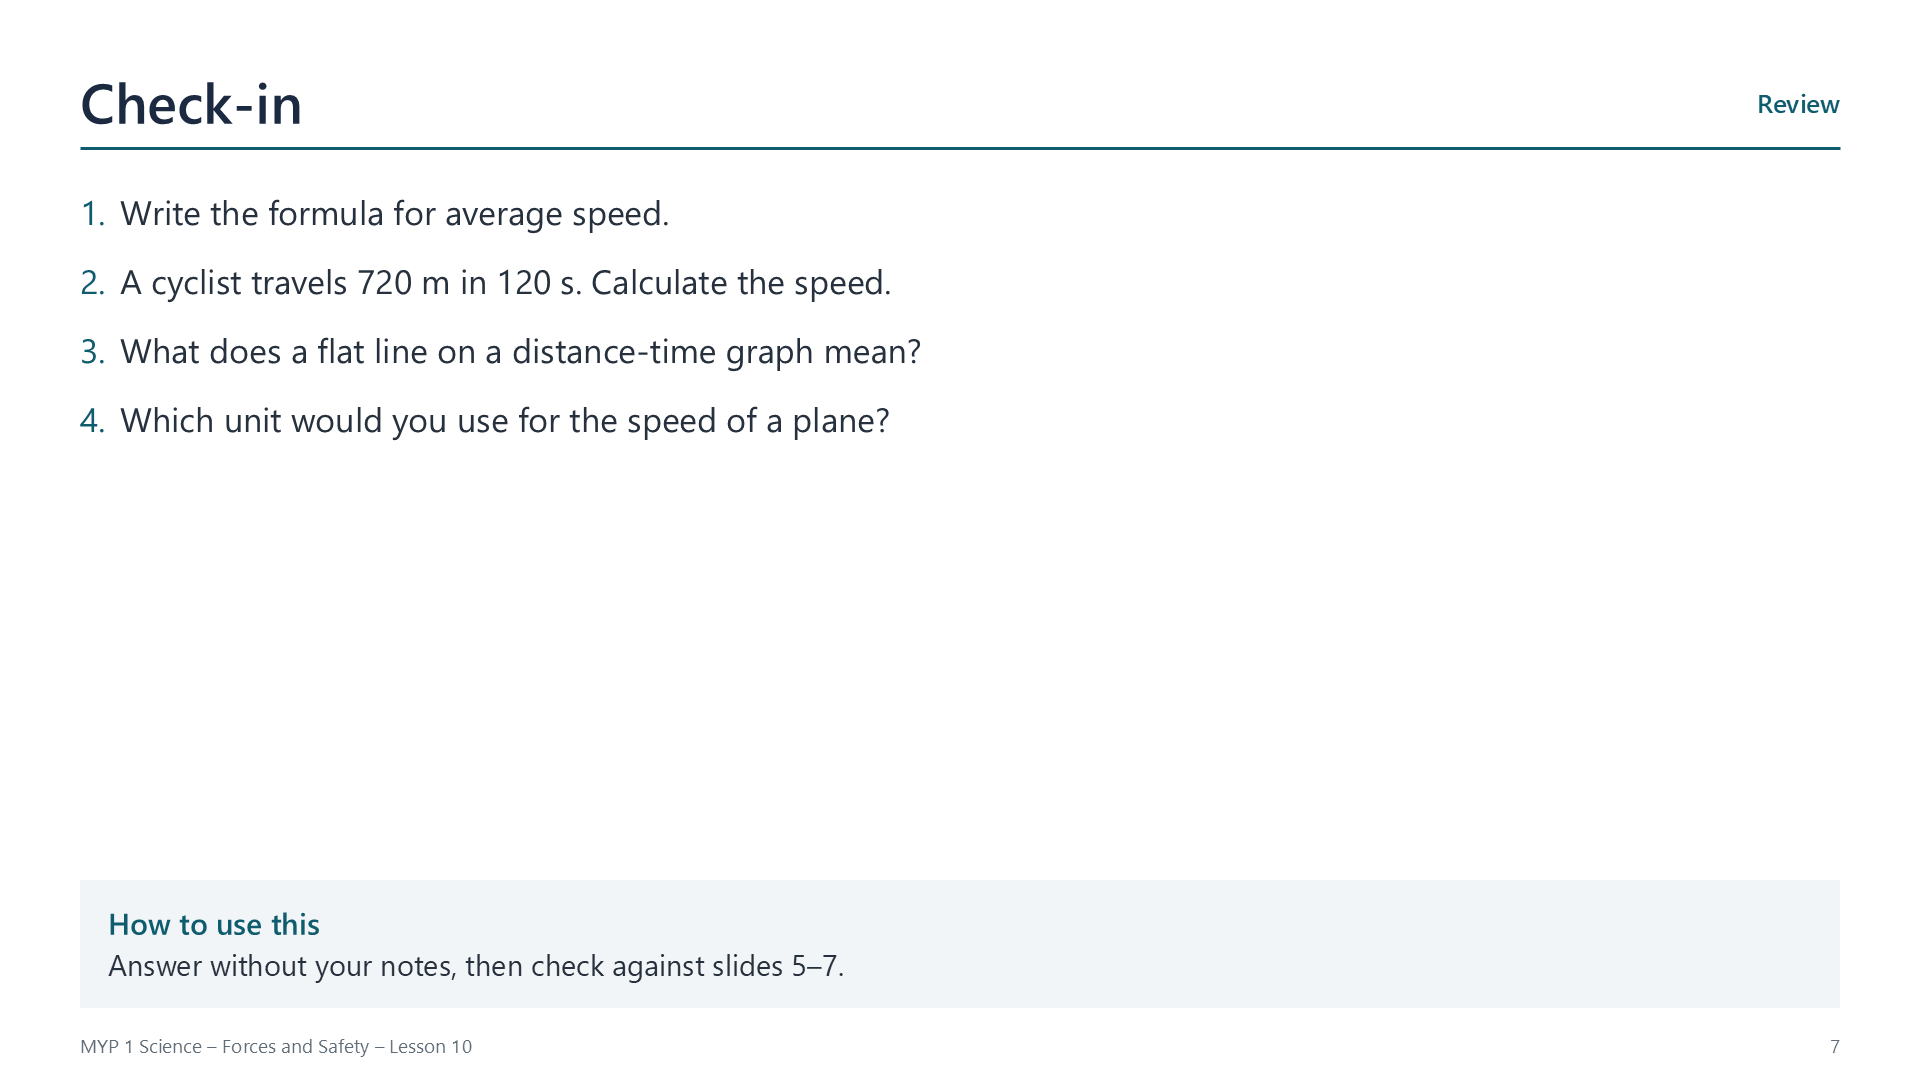 Check-in
Review
1. Write the formula for average speed.
2. A cyclist travels 720 m in 120 s. Calculate the speed.
3. What does a flat line on a distance-time graph mean?
4. Which unit would you use for the speed of a plane?
How to use this
Answer without your notes, then check against slides 5–7.
MYP 1 Science – Forces and Safety – Lesson 10
7